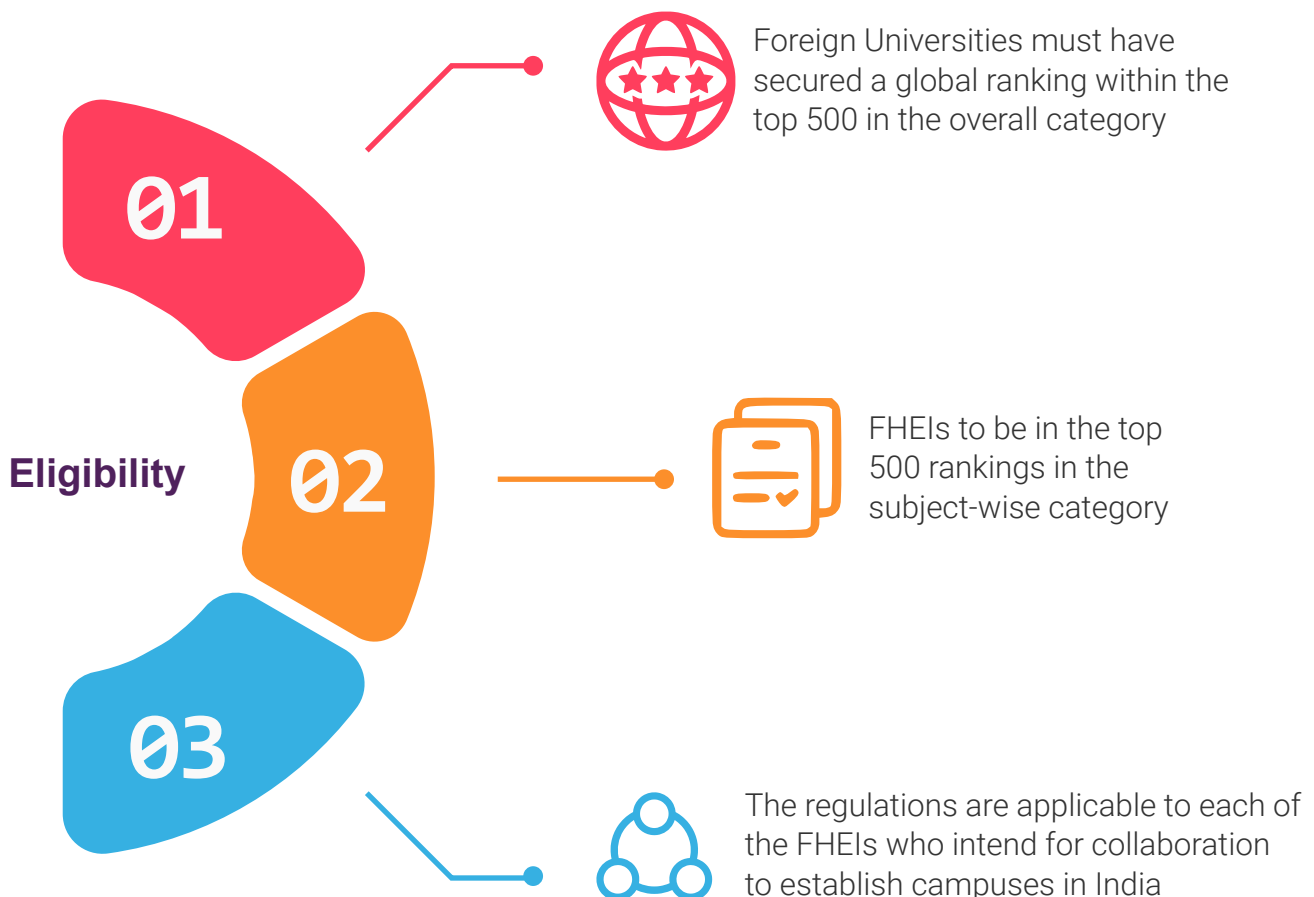 01
Foreign Universities must have
secured a global ranking within the
top 500 in the overall category
Eligibility
02
FHEIs to be in the top
500 rankings in the
subject-wise category
03
The regulations are applicable to each of
the FHEIs who intend for collaboration
to establish campuses in India